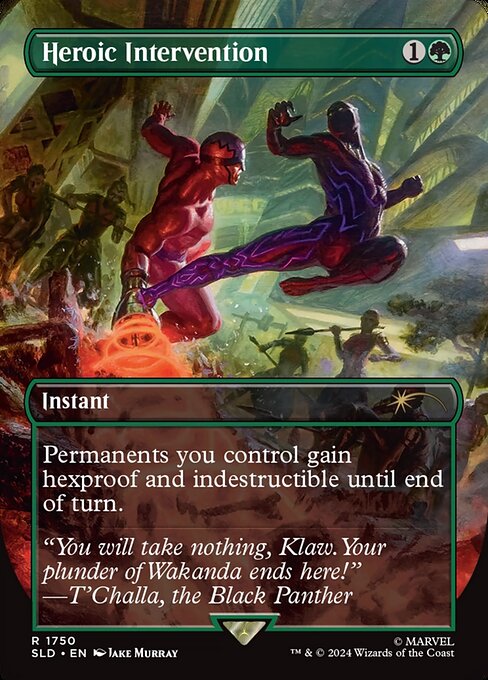 Heroic Intervention 1
Instant
Permanents you control gain
hexproof and indestructible until end
of turn.
“You will take nothing, Klaw. Your
plunder of Wakanda ends here!”
—T’Challa, the Black Panther
R 1750
SLD • EN Jake Murray
© MARVEL
™ & © 2024 Wizards of the Coast